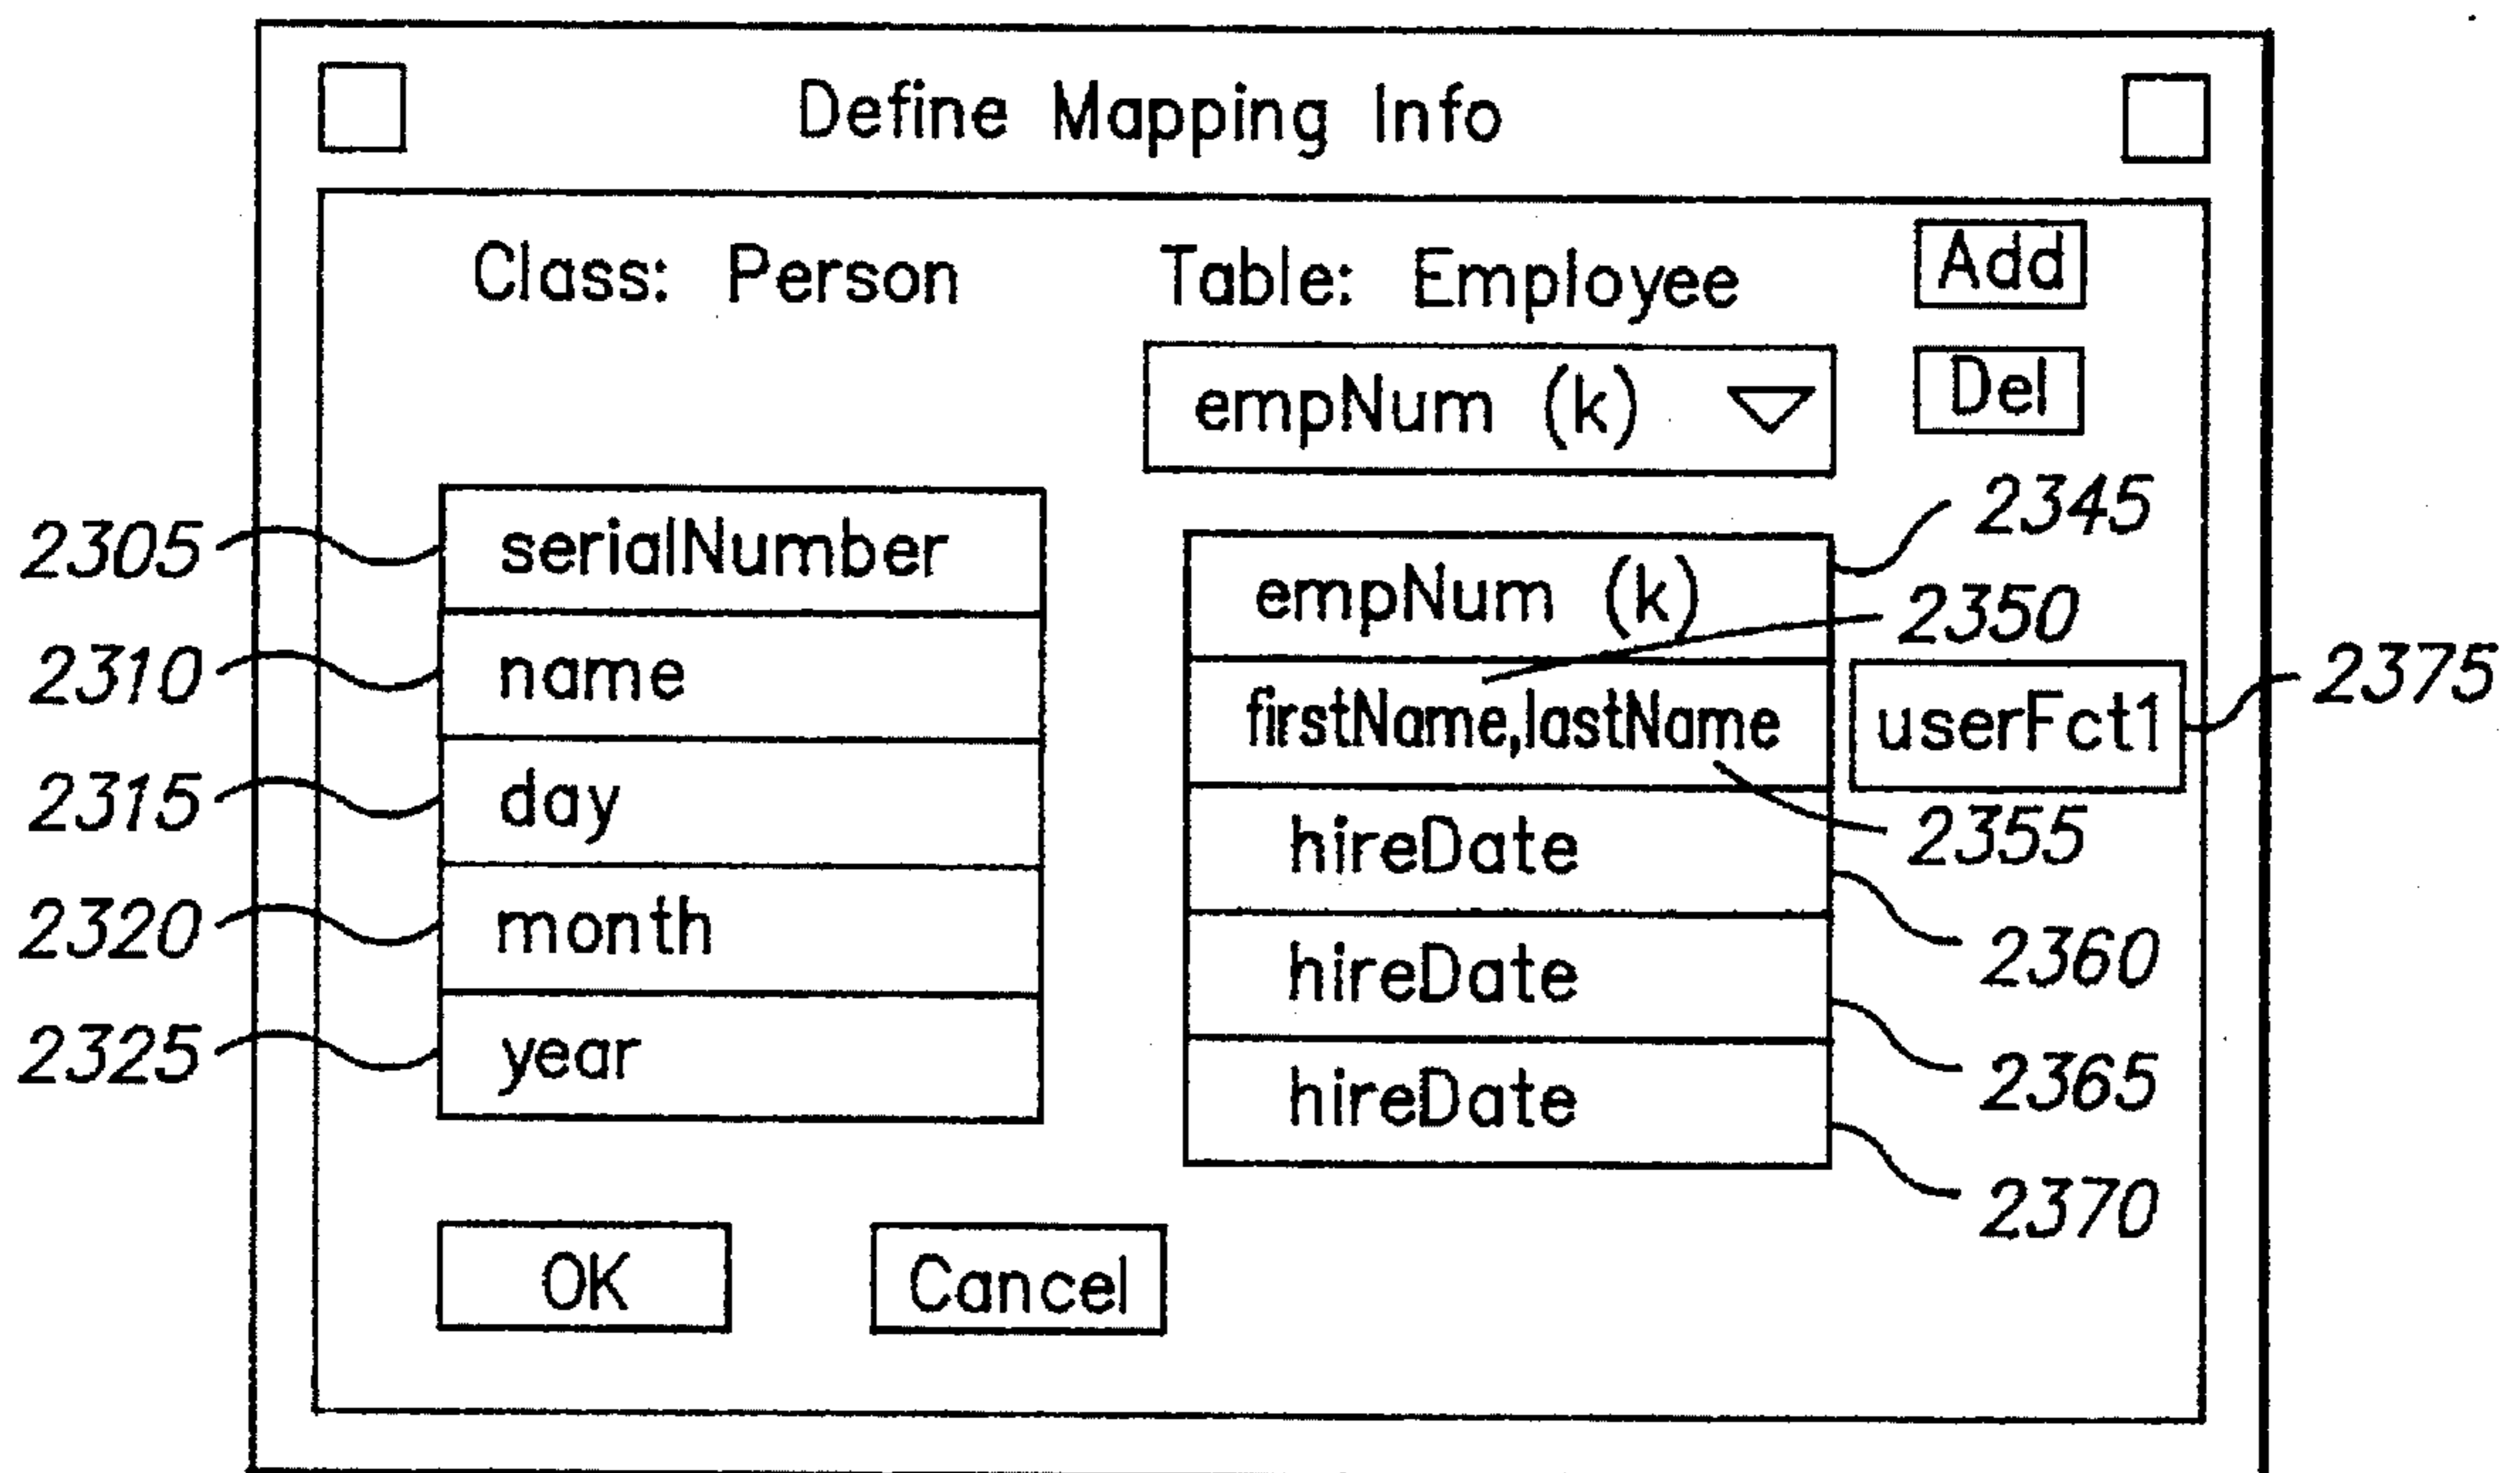 Define Mapping Info
Class: Person
Table: Employee
Add
empNum (k)
Del
2305
serialNumber
empNum (k)
2345
2350
2310
name
firstName,lastName
userFct1
2375
2315
day
hireDate
2355
2320
month
hireDate
2360
2325
year
hireDate
2365
2370
OK
Cancel